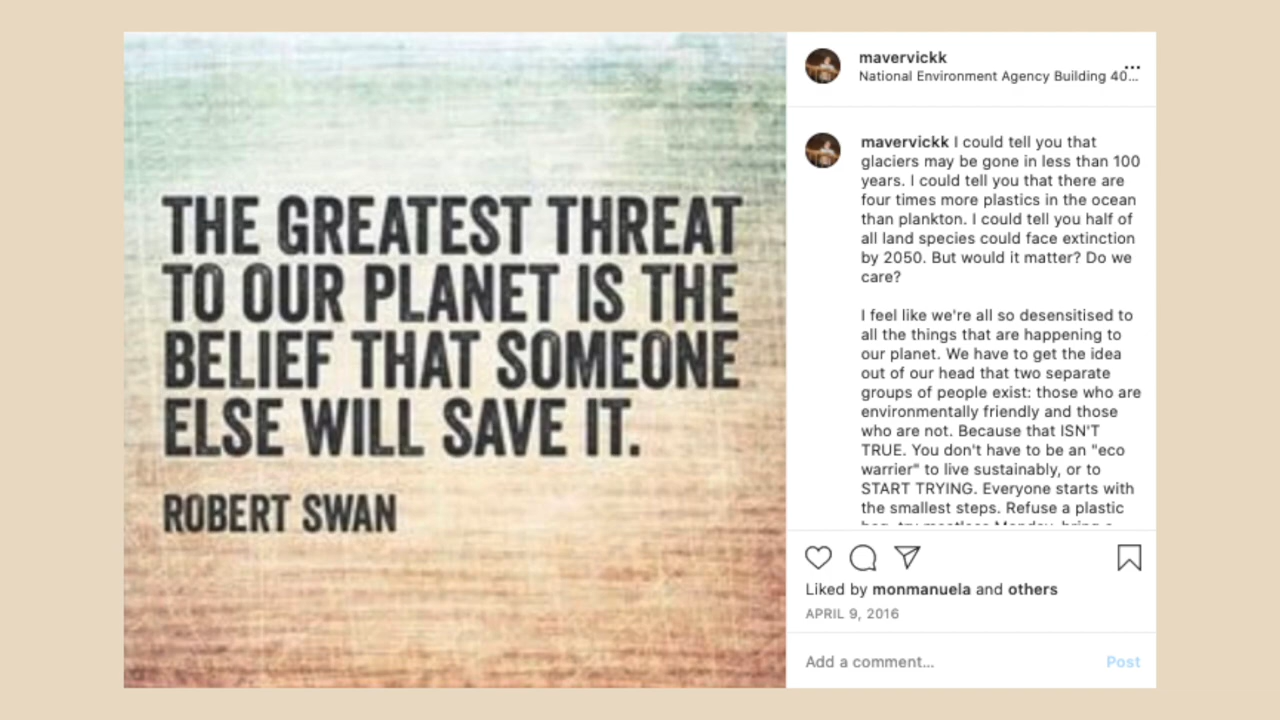 THE GREATEST THREAT
TO OUR PLANET IS THE
BELIEF THAT SOMEONE
ELSE WILL SAVE IT.
ROBERT SWAN
mavervickk
National Environment Agency Building 40...
mavervickk I could tell you that
glaciers may be gone in less than 100
years. I could tell you that there are
four times more plastics in the ocean
than plankton. I could tell you half of
all land species could face extinction
by 2050. But would it matter? Do we
care?
I feel like we're all so desensitised to
all the things that are happening to
our planet. We have to get the idea
out of our head that two separate
groups of people exist: those who are
environmentally friendly and those
who are not. Because that ISN'T
TRUE. You don't have to be an "eco
warrier" to live sustainably, or to
START TRYING. Everyone starts with
the smallest steps. Refuse a plastic
bag, try meatless Monday, bring a
Liked by monmanuela and others
APRIL 9, 2016
Add a comment...
Post